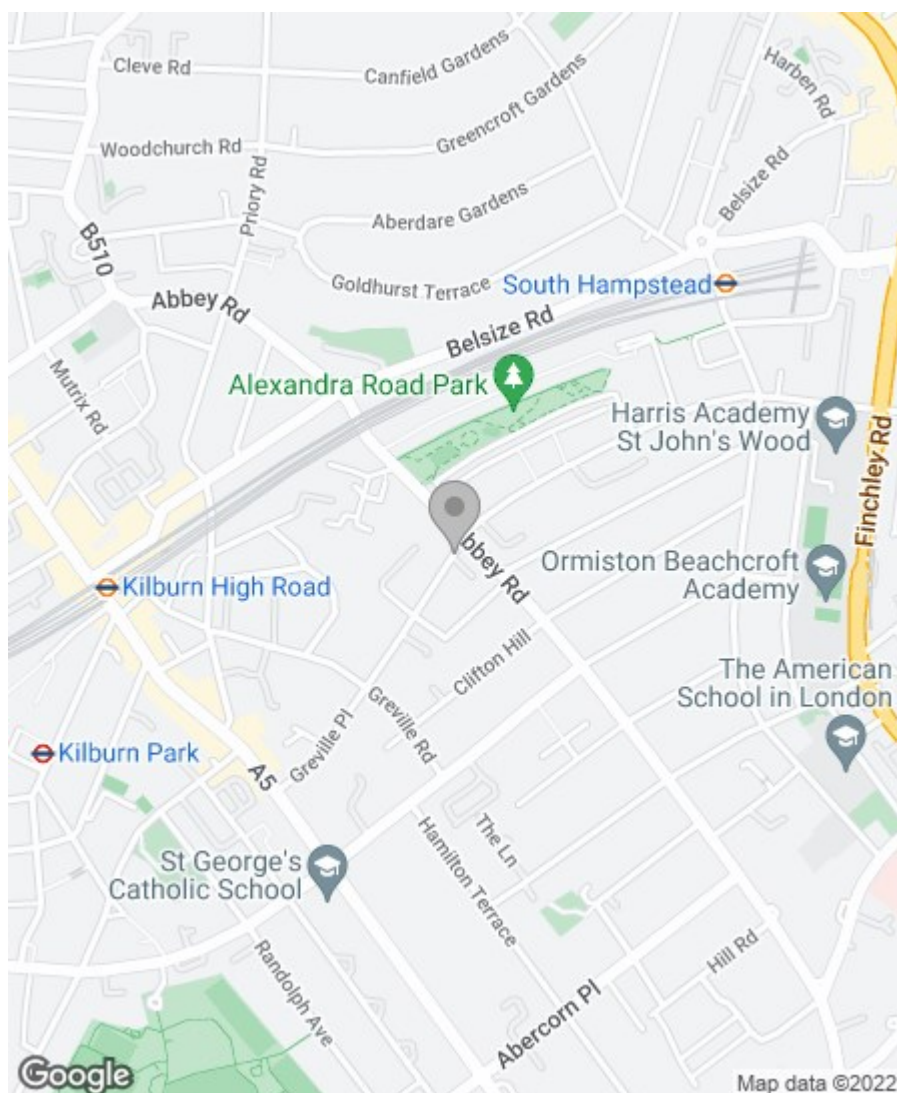 Cleve Rd
Canfield Gardens
Harben Rd
Greencroft Gardens
Woodchurch Rd
Priory Rd
Belsize Rd
Aberdare Gardens
B510
Goldhurst Terrace
South Hampstead
Abbey Rd
Belsize Rd
Mutrix Rd
Alexandra Road Park
Harris Academy
St John's Wood
Finchley Rd
Abbey Rd
Ormiston Beachcroft
Academy
Kilburn High Road
Clifton Hill
The American
School in London
Greville Pl
Greville Rd
Kilburn Park
A5
St George's
Catholic School
Hamilton Terrace
The Ln
Randolph Ave
Hill Rd
Abercorn Pl
Google
Map data ©2022